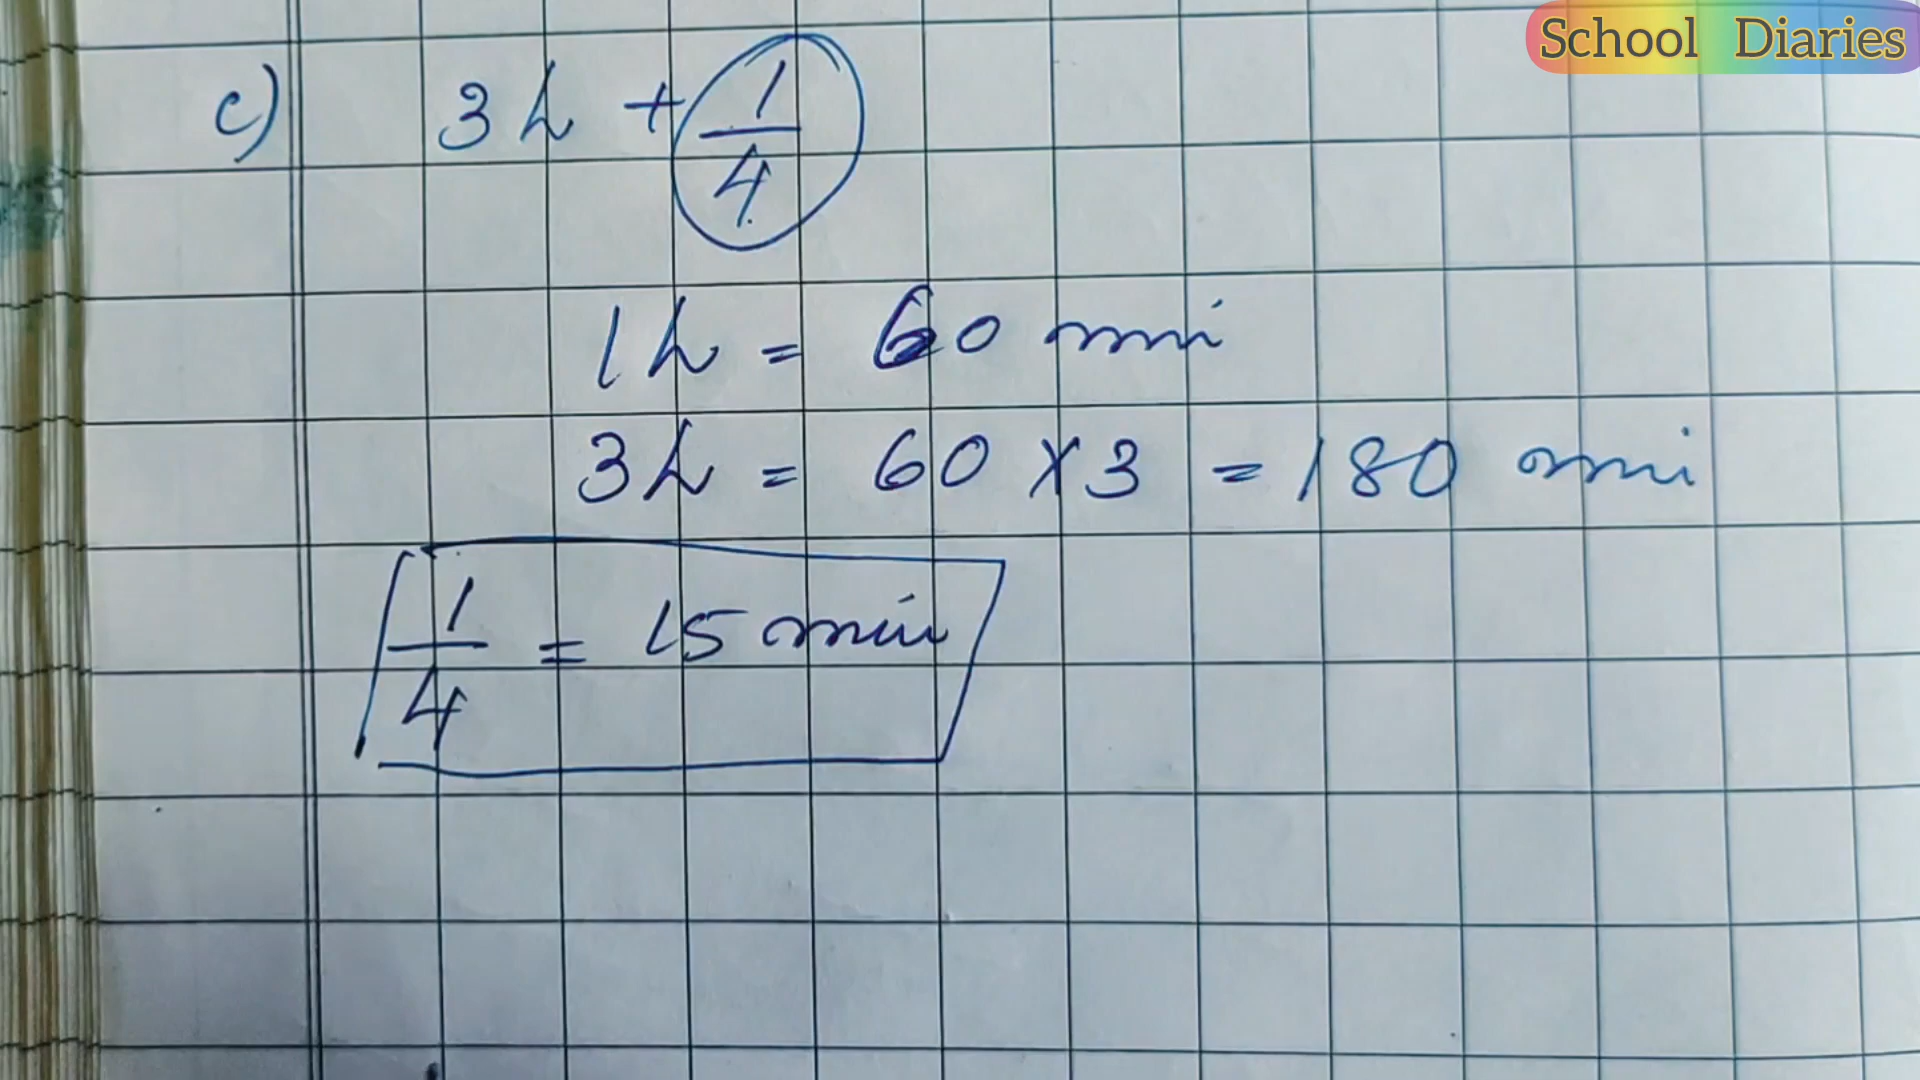 School Diaries
c) 3h + 1/4
1h = 60 min
3h = 60 x 3 = 180 min
1/4 = 15 min